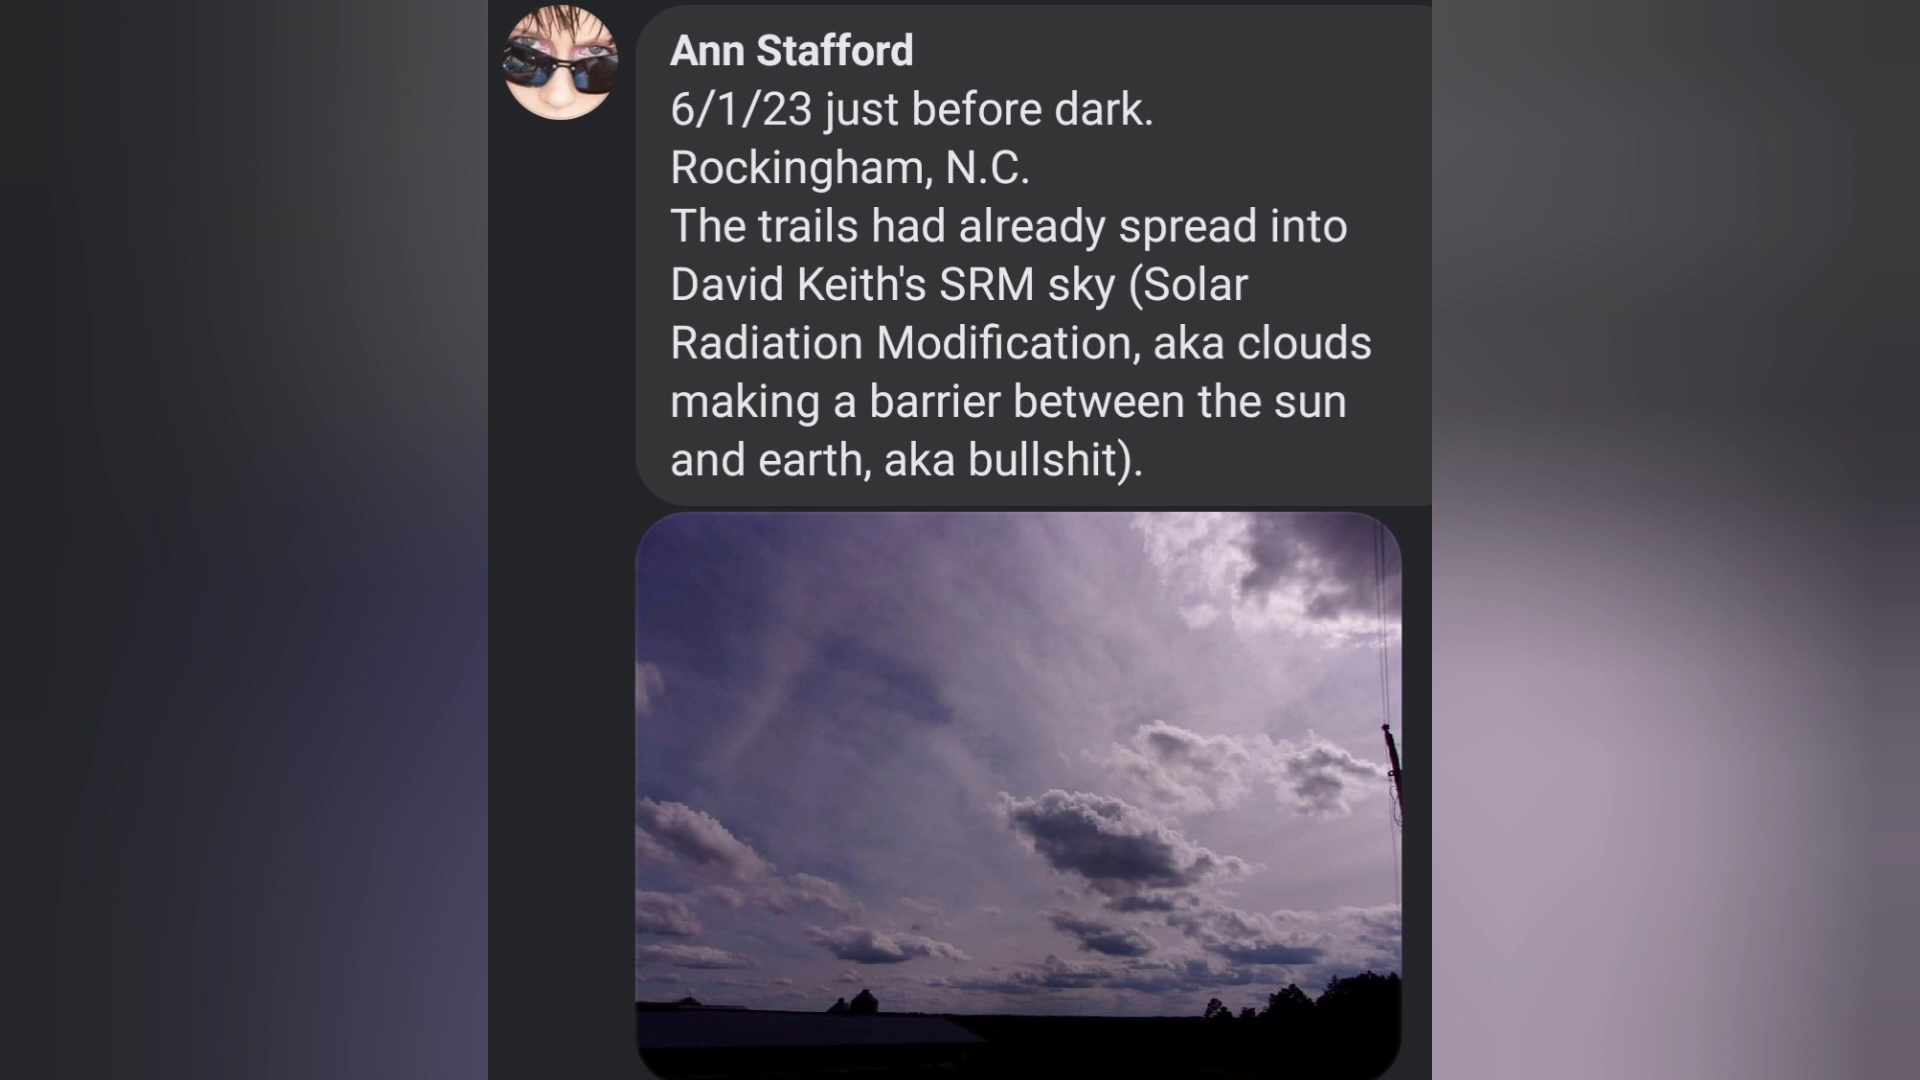 Ann Stafford
6/1/23 just before dark.
Rockingham, N.C.
The trails had already spread into
David Keith's SRM sky (Solar
Radiation Modification, aka clouds
making a barrier between the sun
and earth, aka bullshit).